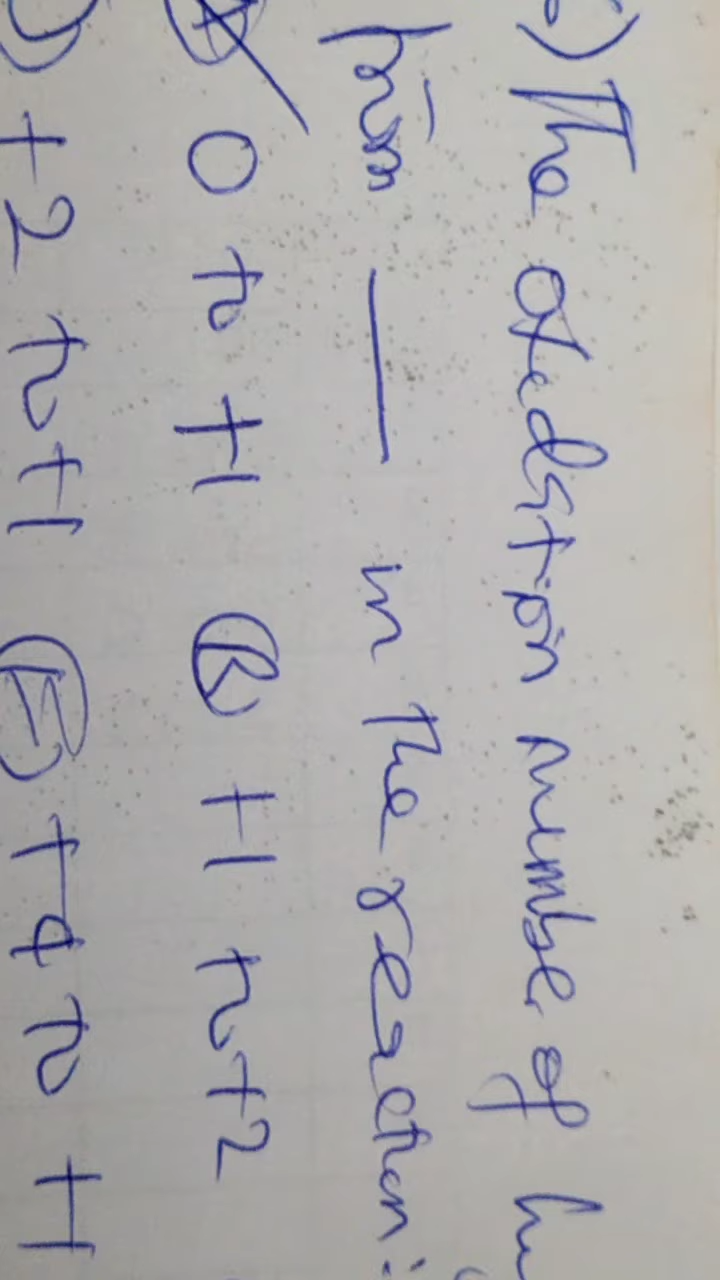 ) The oxidation number of h
from — in the reaction:
(A) 0 to +1 (B) +1 to +2
) +2 to +1 (E) +4 to +1